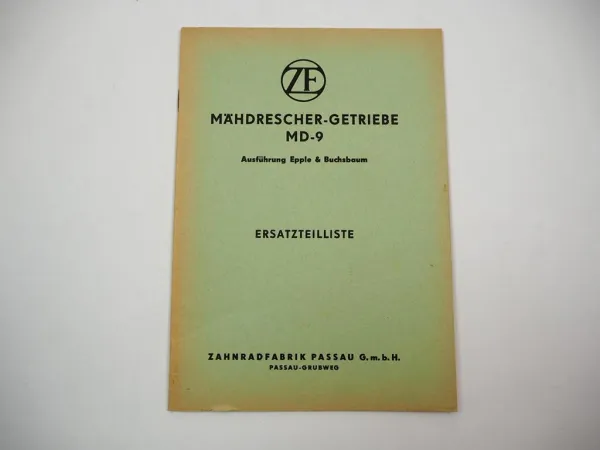 ZF
MÄHDRESCHER-GETRIEBE
MD-9
Ausführung Epple & Buchsbaum
ERSATZTEILLISTE
ZAHNRADFABRIK PASSAU G.m.b.H.
PASSAU-GRUBWEG